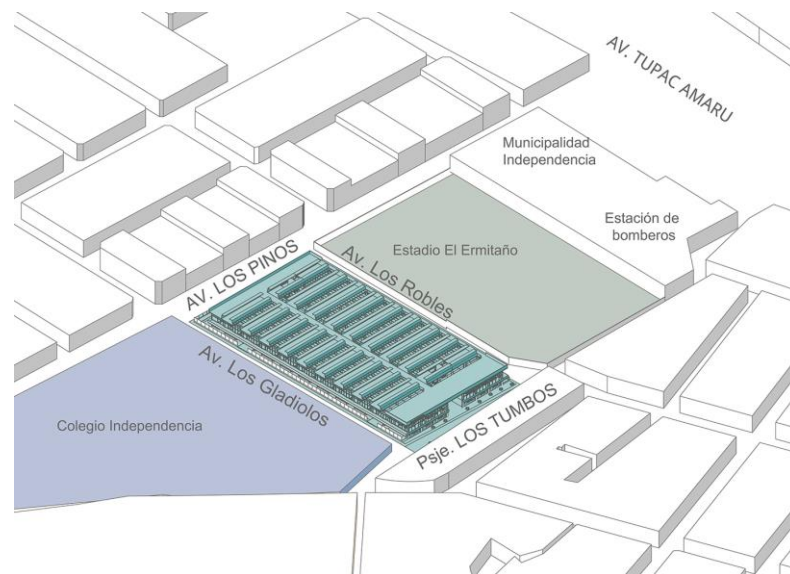 AV. TUPAC AMARU
Municipalidad
Independencia
Estación de
bomberos
Estadio El Ermitaño
AV. LOS PINOS
Av. Los Robles
Av. Los Gladiolos
Colegio Independencia
Psje. LOS TUMBOS